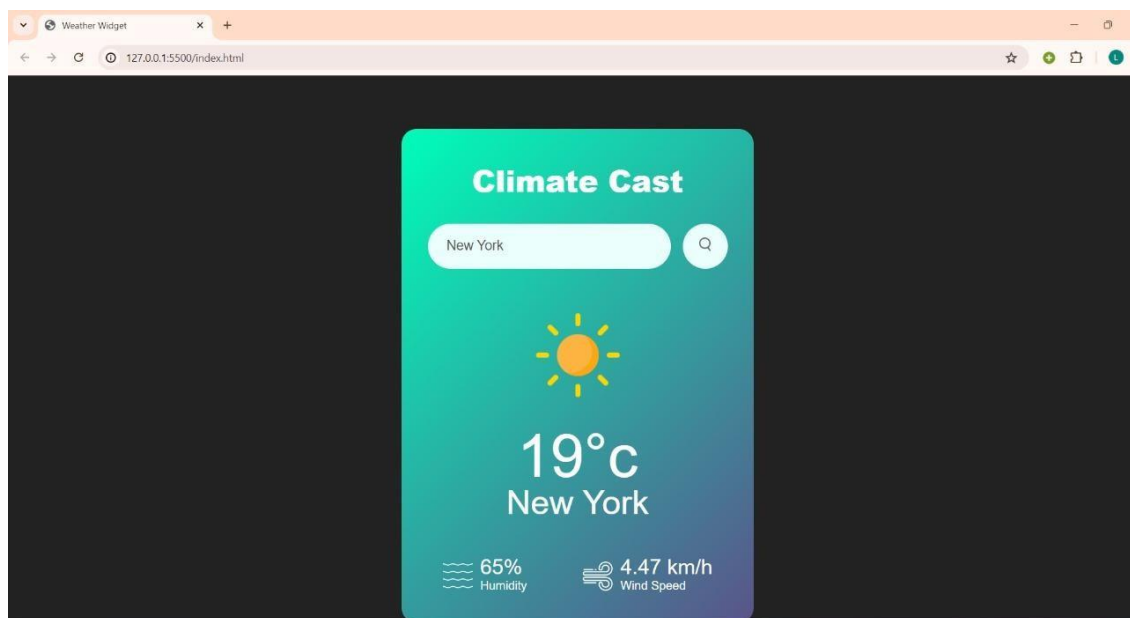 Weather Widget
127.0.0.1:5500/index.html
L
Climate Cast
New York
19°c
New York
65%
Humidity
4.47 km/h
Wind Speed